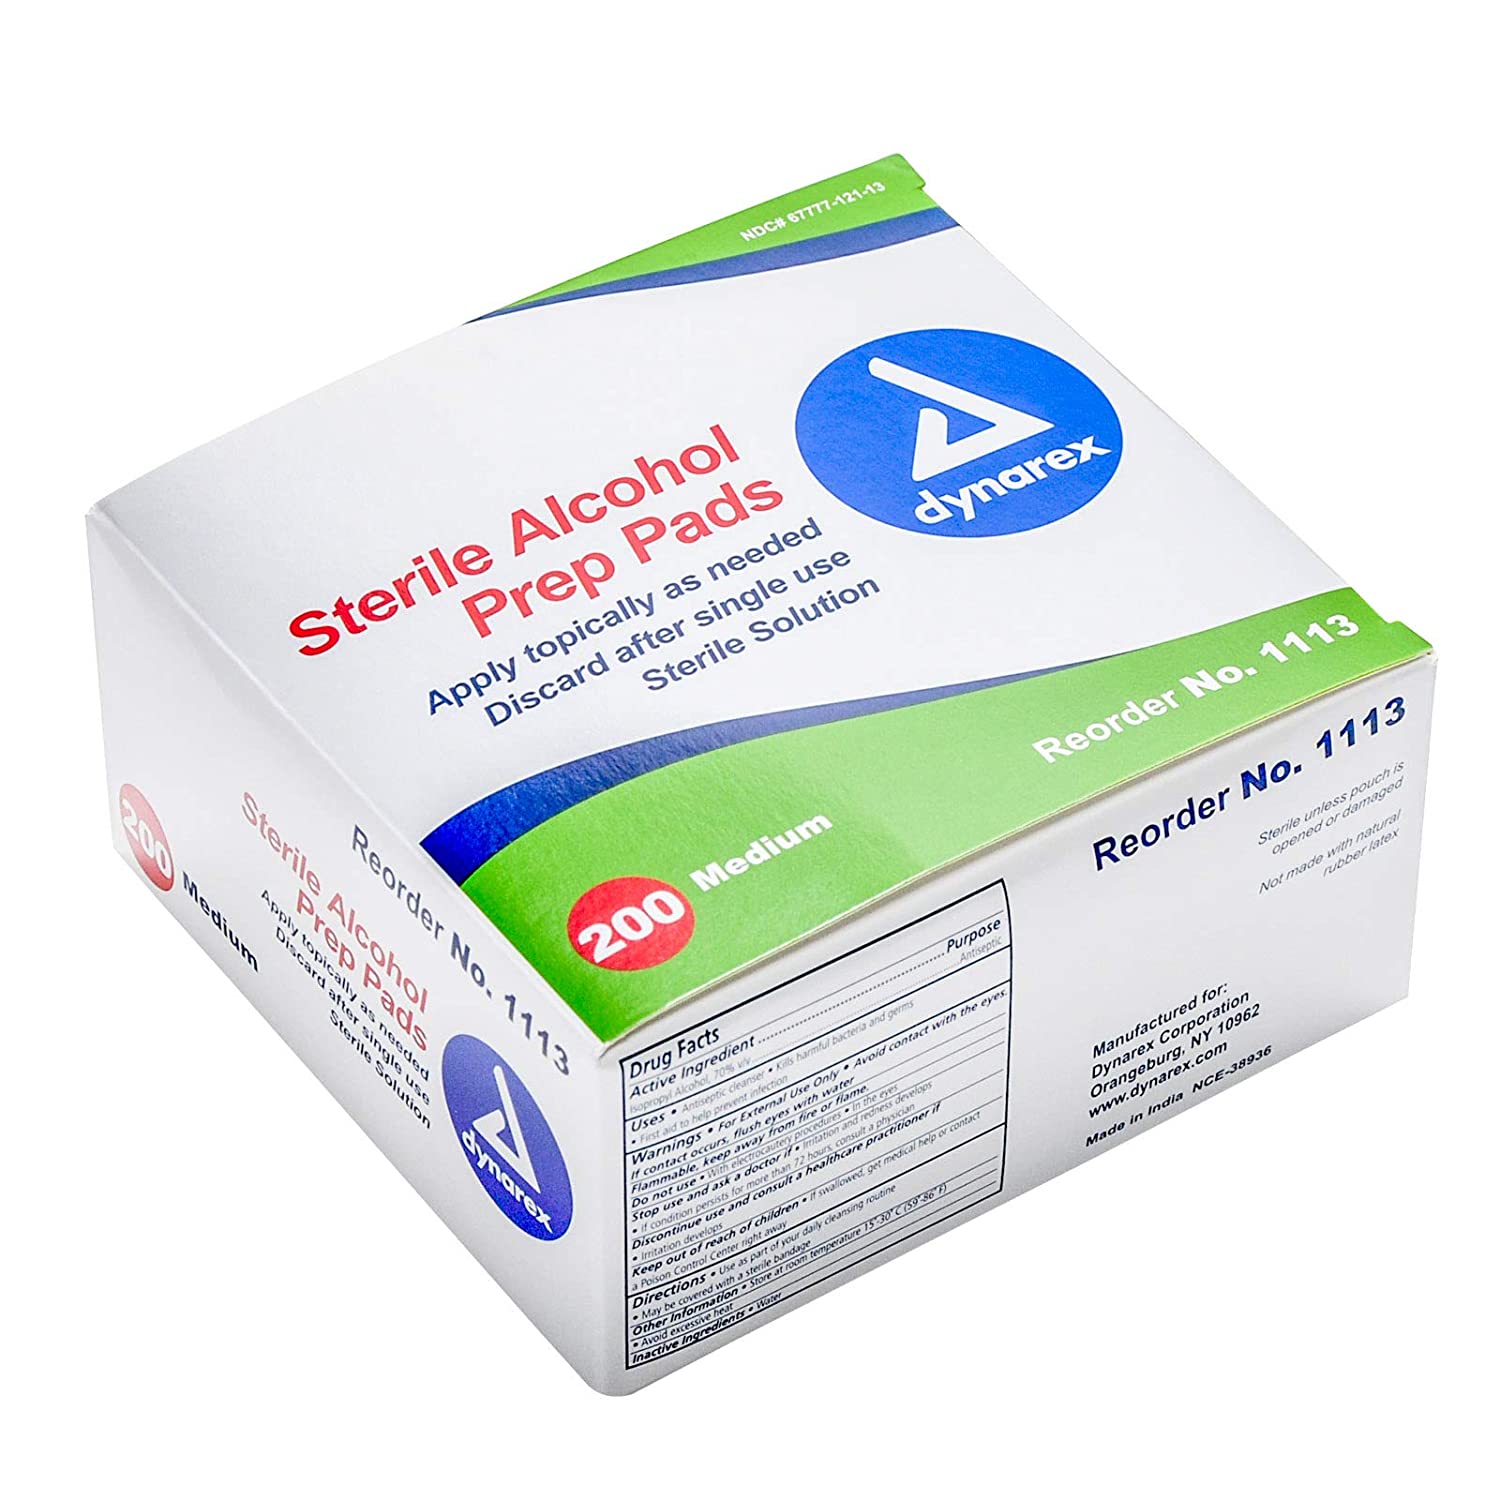 NDC# 67777-121-13
dynarex
Sterile Alcohol
Prep Pads
Apply topically as needed
Discard after single use
Sterile Solution
Reorder No. 1113
200 Medium
200 Medium
Sterile Alcohol
Prep Pads
Apply topically as needed
Discard after single use
Sterile Solution
Reorder No. 1113
dynarex
Drug Facts
Active Ingredient Purpose
Isopropyl Alcohol, 70% v/v Antiseptic
Uses • Antiseptic cleanser • Kills harmful bacteria and germs
• First aid to help prevent infection
Warnings • For External Use Only • Avoid contact with the eyes.
If contact occurs, flush eyes with water
Flammable, keep away from fire or flame.
Do not use • With electrocautery procedures • In the eyes
Stop use and ask a doctor if • Irritation and redness develops
• If condition persists for more than 72 hours, consult a physician
Discontinue use and consult a healthcare practitioner if
• Irritation develops
Keep out of reach of children • If swallowed, get medical help or contact
a Poison Control Center right away
Directions • Use as part of your daily cleansing routine
• May be covered with a sterile bandage
Other Information • Store at room temperature 15°-30° C (59°-86° F)
• Avoid excessive heat
Inactive Ingredients • Water
Reorder No. 1113
Sterile unless pouch is
opened or damaged
Not made with natural
rubber latex
Manufactured for:
Dynarex Corporation
Orangeburg, NY 10962
www.dynarex.com
Made in India NCE-38936